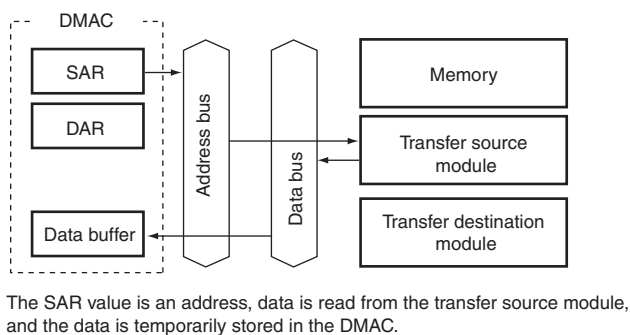 DMAC
SAR
DAR
Data buffer
Address bus
Data bus
Memory
Transfer source
module
Transfer destination
module
The SAR value is an address, data is read from the transfer source module,
and the data is temporarily stored in the DMAC.